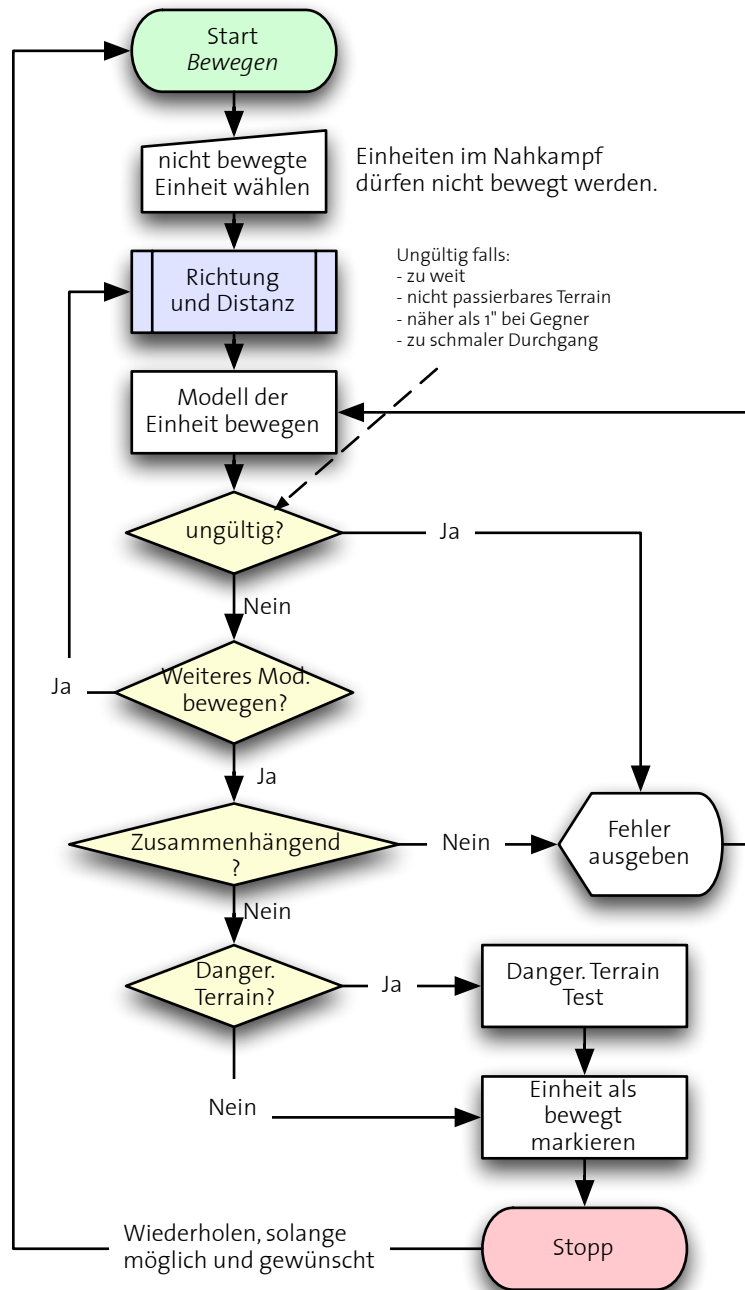 Start
Bewegen
nicht bewegte
Einheit wählen
Einheiten im Nahkampf
dürfen nicht bewegt werden.
Richtung
und Distanz
Ungültig falls:
- zu weit
- nicht passierbares Terrain
- näher als 1" bei Gegner
- zu schmaler Durchgang
Modell der
Einheit bewegen
ungültig?
Ja
Nein
Weiteres Mod.
bewegen?
Ja
Ja
Zusammenhängend
?
Nein
Fehler
ausgeben
Nein
Danger.
Terrain?
Ja
Danger. Terrain
Test
Nein
Einheit als
bewegt
markieren
Wiederholen, solange
möglich und gewünscht
Stopp